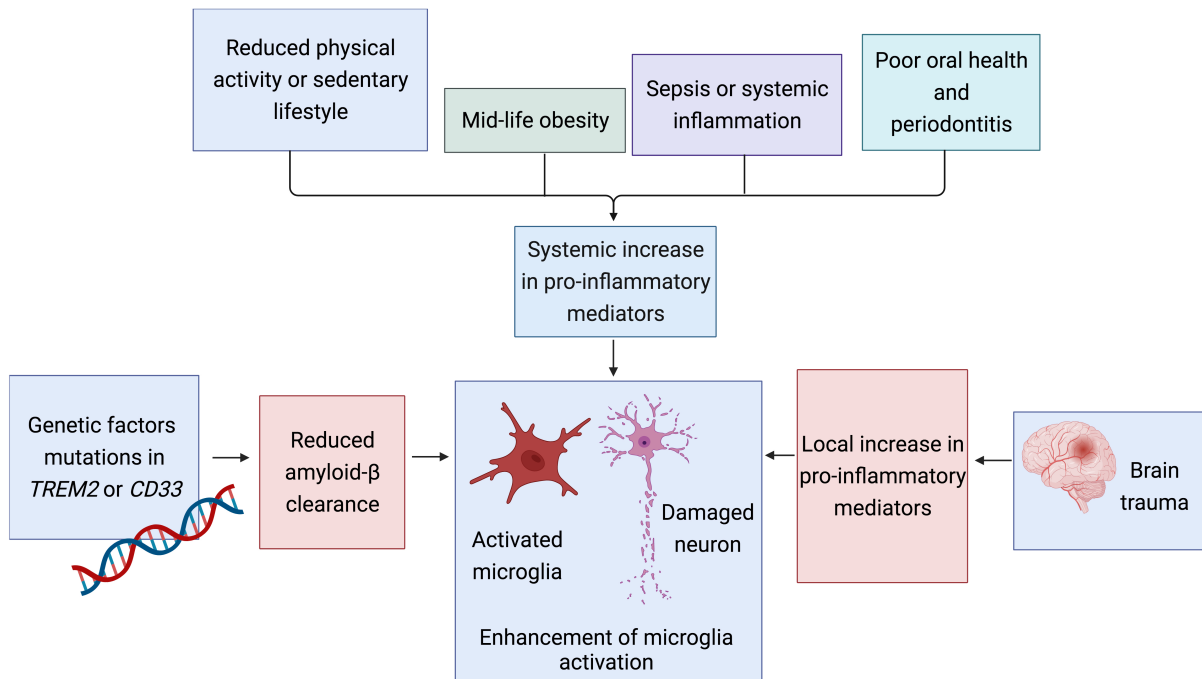 Reduced physical
activity or sedentary
lifestyle
Mid-life obesity
Sepsis or systemic
inflammation
Poor oral health
and
periodontitis
Systemic increase
in pro-inflammatory
mediators
Genetic factors
mutations in
TREM2 or CD33
Reduced
amyloid-β
clearance
Activated
microglia
Damaged
neuron
Enhancement of microglia
activation
Local increase in
pro-inflammatory
mediators
Brain
trauma